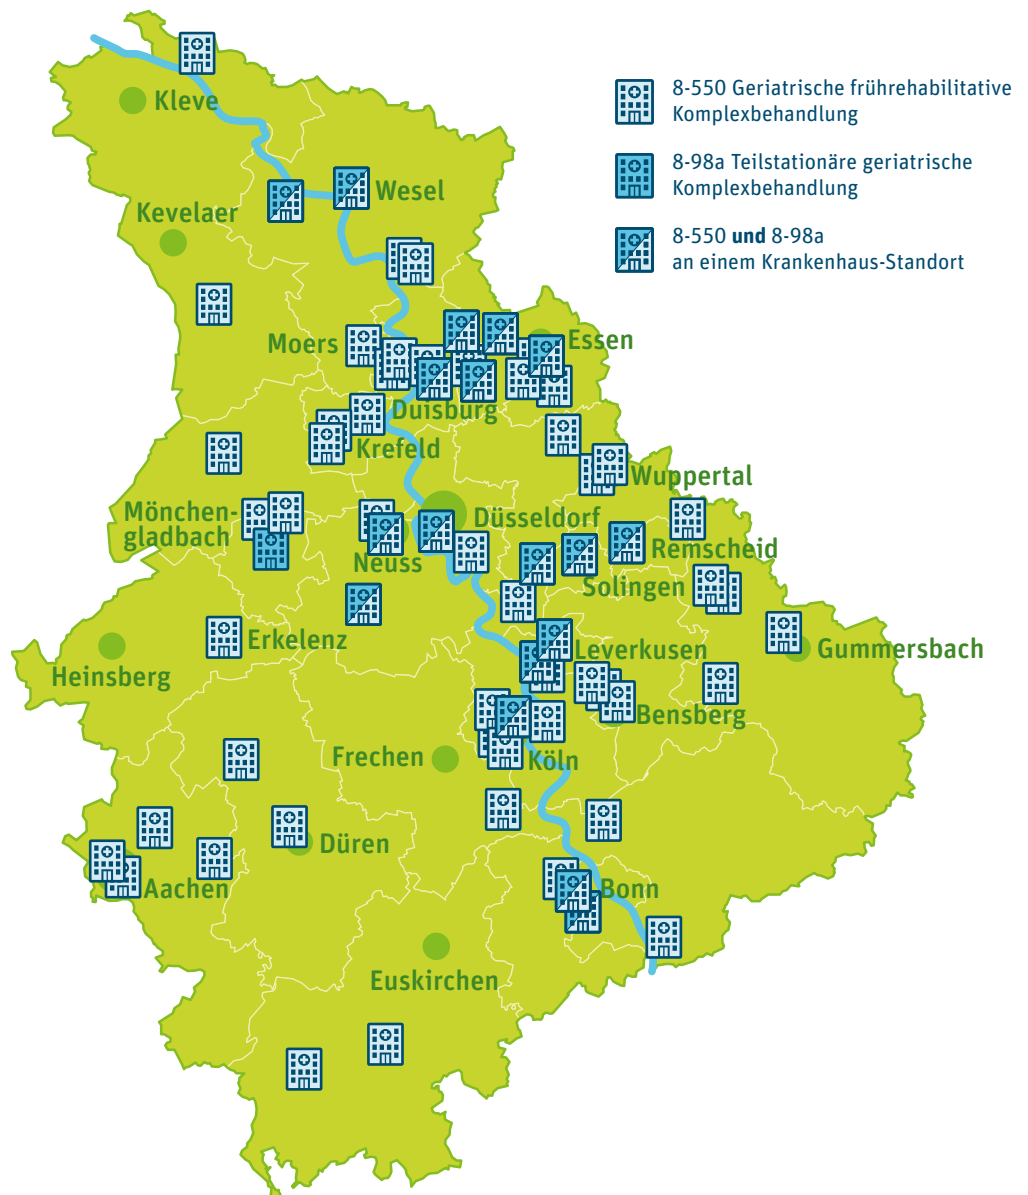 8-550 Geriatrische frührehabilitative
Komplexbehandlung
8-98a Teilstationäre geriatrische
Komplexbehandlung
8-550 und 8-98a
an einem Krankenhaus-Standort
Kleve
Wesel
Kevelaer
Moers
Essen
Duisburg
Krefeld
Wuppertal
Mönchen-
gladbach
Düsseldorf
Neuss
Remscheid
Solingen
Erkelenz
Leverkusen
Gummersbach
Heinsberg
Bensberg
Frechen
Köln
Düren
Aachen
Bonn
Euskirchen